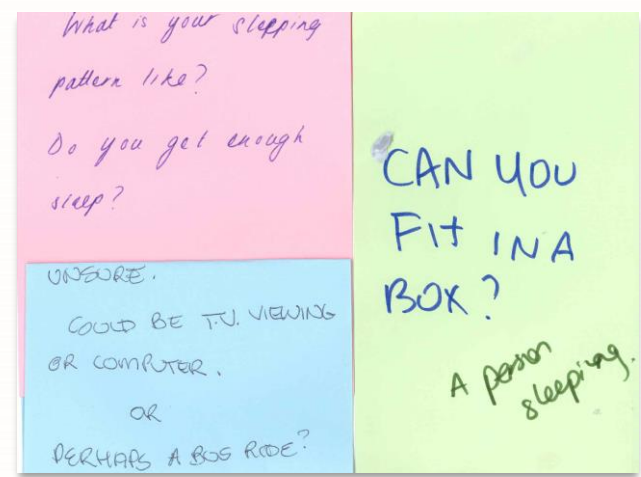 What is your slepping
pattern like?
Do you get enough
sleep?
UNSURE.
COULD BE T.V. VIEWING
OR COMPUTER.
OR
PERHAPS A BUS RIDE?
CAN YOU
Fit IN A
BOX?
A person
sleeping.